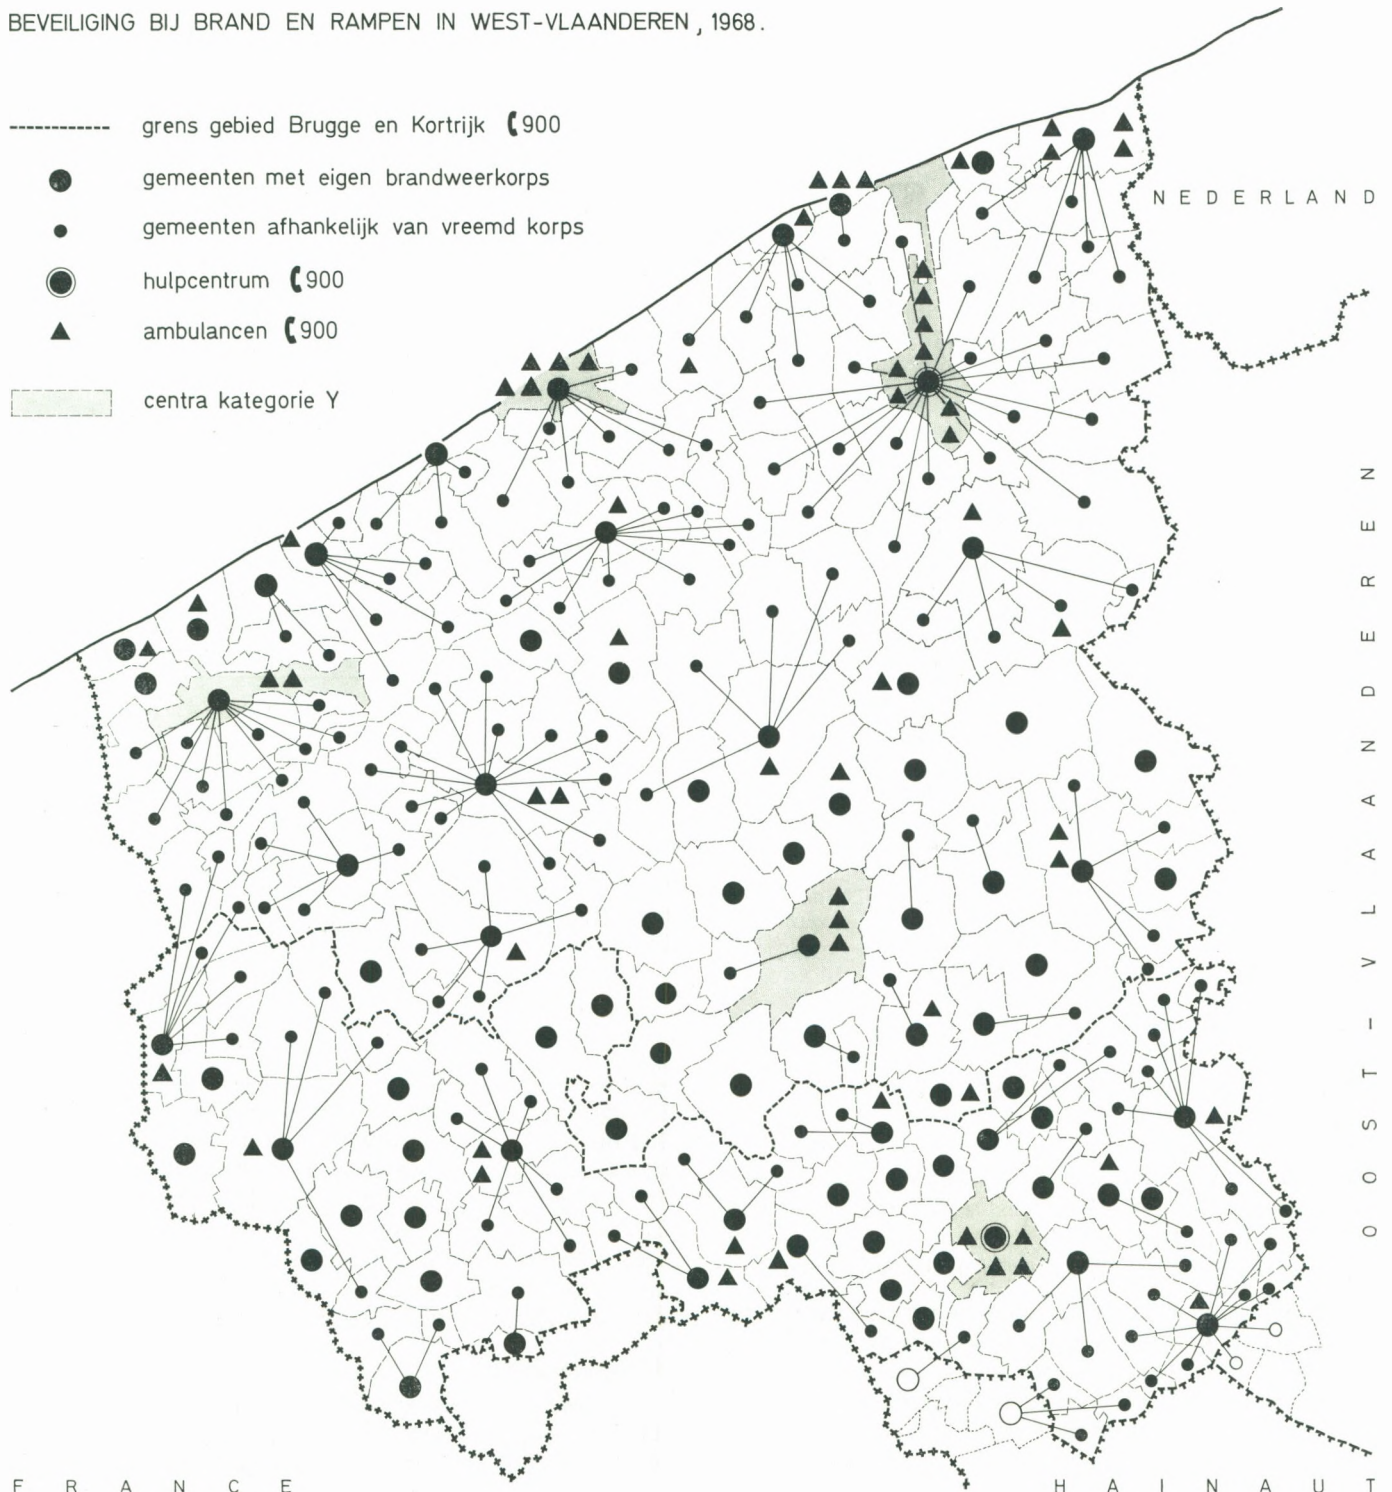 BEVEILIGING BIJ BRAND EN RAMPEN IN WEST-VLAANDEREN, 1968.
grens gebied Brugge en Kortrijk 900
gemeenten met eigen brandweerkorps
gemeenten afhankelijk van vreemd korps
hulpcentrum 900
ambulancen 900
centra kategorie Y
NEDERLAND
OOST-VLAANDEREN
FRANCE
HAINAUT